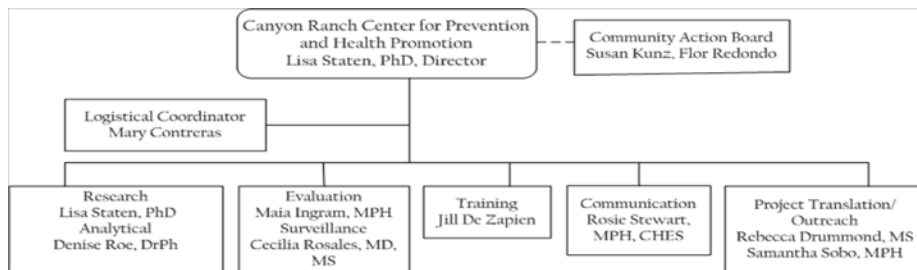 Canyon Ranch Center for Prevention
and Health Promotion
Lisa Staten, PhD, Director
Community Action Board
Susan Kunz, Flor Redondo
Logistical Coordinator
Mary Contreras
Research
Lisa Staten, PhD
Analytical
Denise Roe, DrPh
Evaluation
Maia Ingram, MPH
Surveillance
Cecilia Rosales, MD,
MS
Training
Jill De Zapien
Communication
Rosie Stewart,
MPH, CHES
Project Translation/
Outreach
Rebecca Drummond, MS
Samantha Sobo, MPH